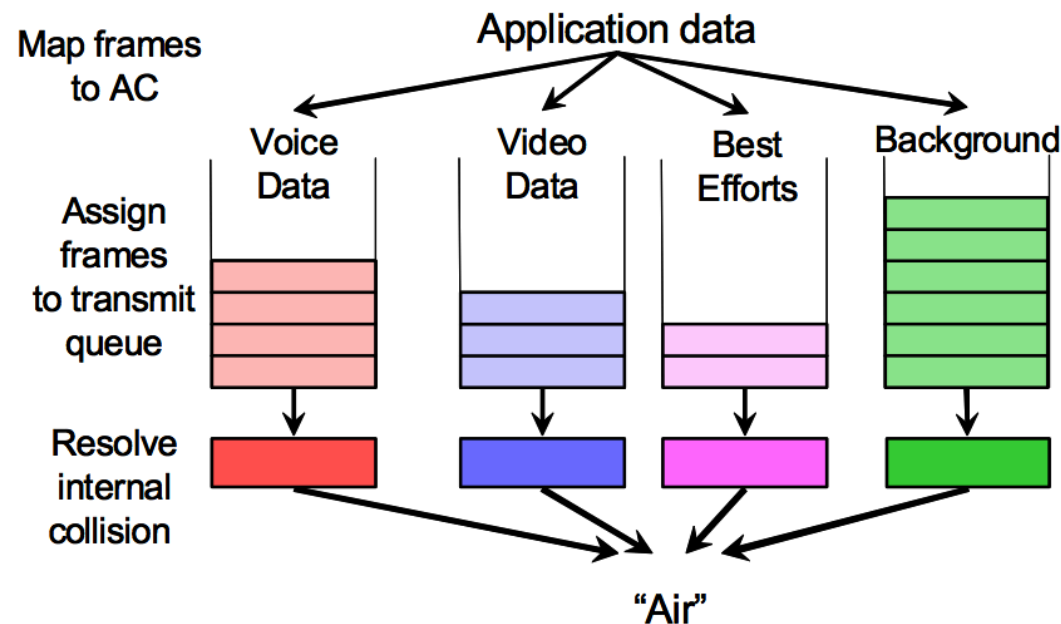 Application data
Map frames
to AC
Voice
Data
Video
Data
Best
Efforts
Background
Assign
frames
to transmit
queue
Resolve
internal
collision
“Air”